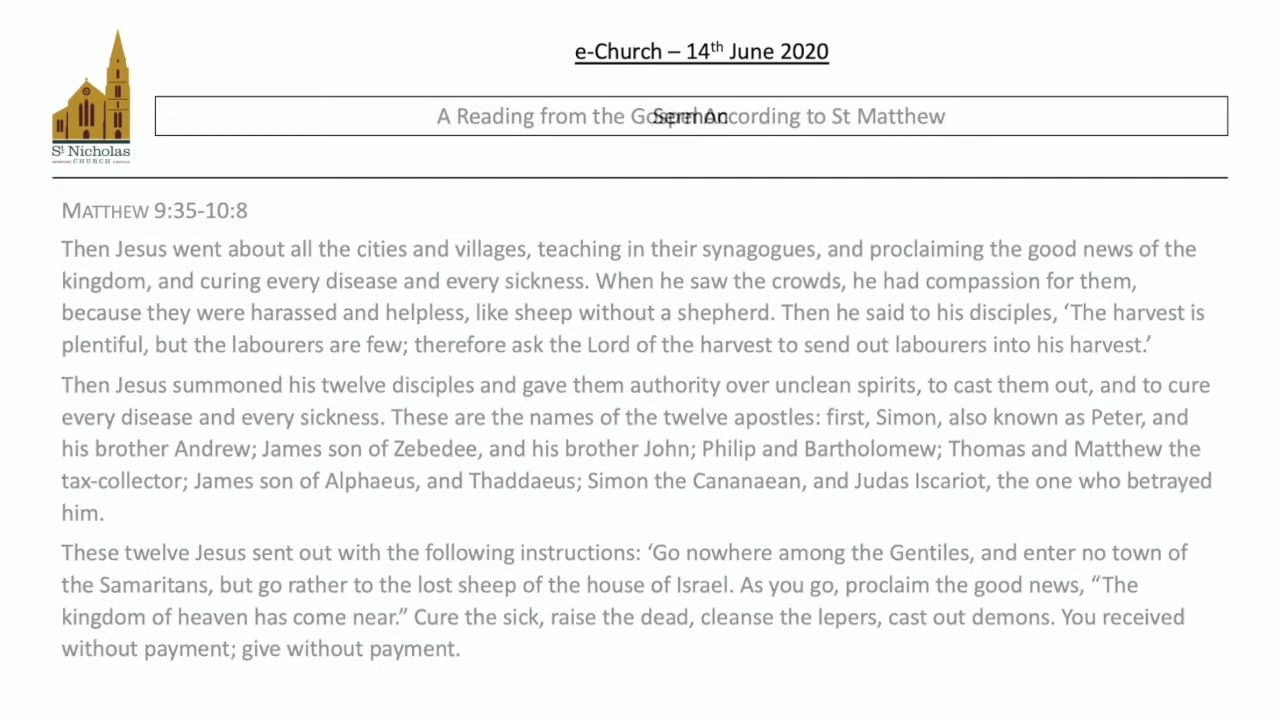 e-Church – 14th June 2020
A Reading from the Gospel According to St Matthew
Sermon
St Nicholas
CHURCH
MATTHEW 9:35-10:8
Then Jesus went about all the cities and villages, teaching in their synagogues, and proclaiming the good news of the
kingdom, and curing every disease and every sickness. When he saw the crowds, he had compassion for them,
because they were harassed and helpless, like sheep without a shepherd. Then he said to his disciples, ‘The harvest is
plentiful, but the labourers are few; therefore ask the Lord of the harvest to send out labourers into his harvest.’
Then Jesus summoned his twelve disciples and gave them authority over unclean spirits, to cast them out, and to cure
every disease and every sickness. These are the names of the twelve apostles: first, Simon, also known as Peter, and
his brother Andrew; James son of Zebedee, and his brother John; Philip and Bartholomew; Thomas and Matthew the
tax-collector; James son of Alphaeus, and Thaddaeus; Simon the Cananaean, and Judas Iscariot, the one who betrayed
him.
These twelve Jesus sent out with the following instructions: ‘Go nowhere among the Gentiles, and enter no town of
the Samaritans, but go rather to the lost sheep of the house of Israel. As you go, proclaim the good news, “The
kingdom of heaven has come near.” Cure the sick, raise the dead, cleanse the lepers, cast out demons. You received
without payment; give without payment.